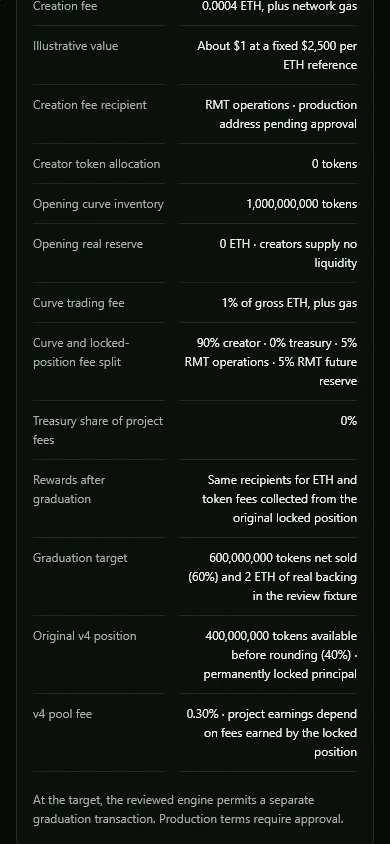 Creation fee
0.0004 ETH, plus network gas
Illustrative value
About $1 at a fixed $2,500 per
ETH reference
Creation fee recipient
RMT operations · production
address pending approval
Creator token allocation
0 tokens
Opening curve inventory
1,000,000,000 tokens
Opening real reserve
0 ETH · creators supply no
liquidity
Curve trading fee
1% of gross ETH, plus gas
Curve and locked-
position fee split
90% creator · 0% treasury · 5%
RMT operations · 5% RMT future
reserve
Treasury share of project
fees
0%
Rewards after
graduation
Same recipients for ETH and
token fees collected from the
original locked position
Graduation target
600,000,000 tokens net sold
(60%) and 2 ETH of real backing
in the review fixture
Original v4 position
400,000,000 tokens available
before rounding (40%) ·
permanently locked principal
v4 pool fee
0.30% · project earnings depend
on fees earned by the locked
position
At the target, the reviewed engine permits a separate
graduation transaction. Production terms require approval.